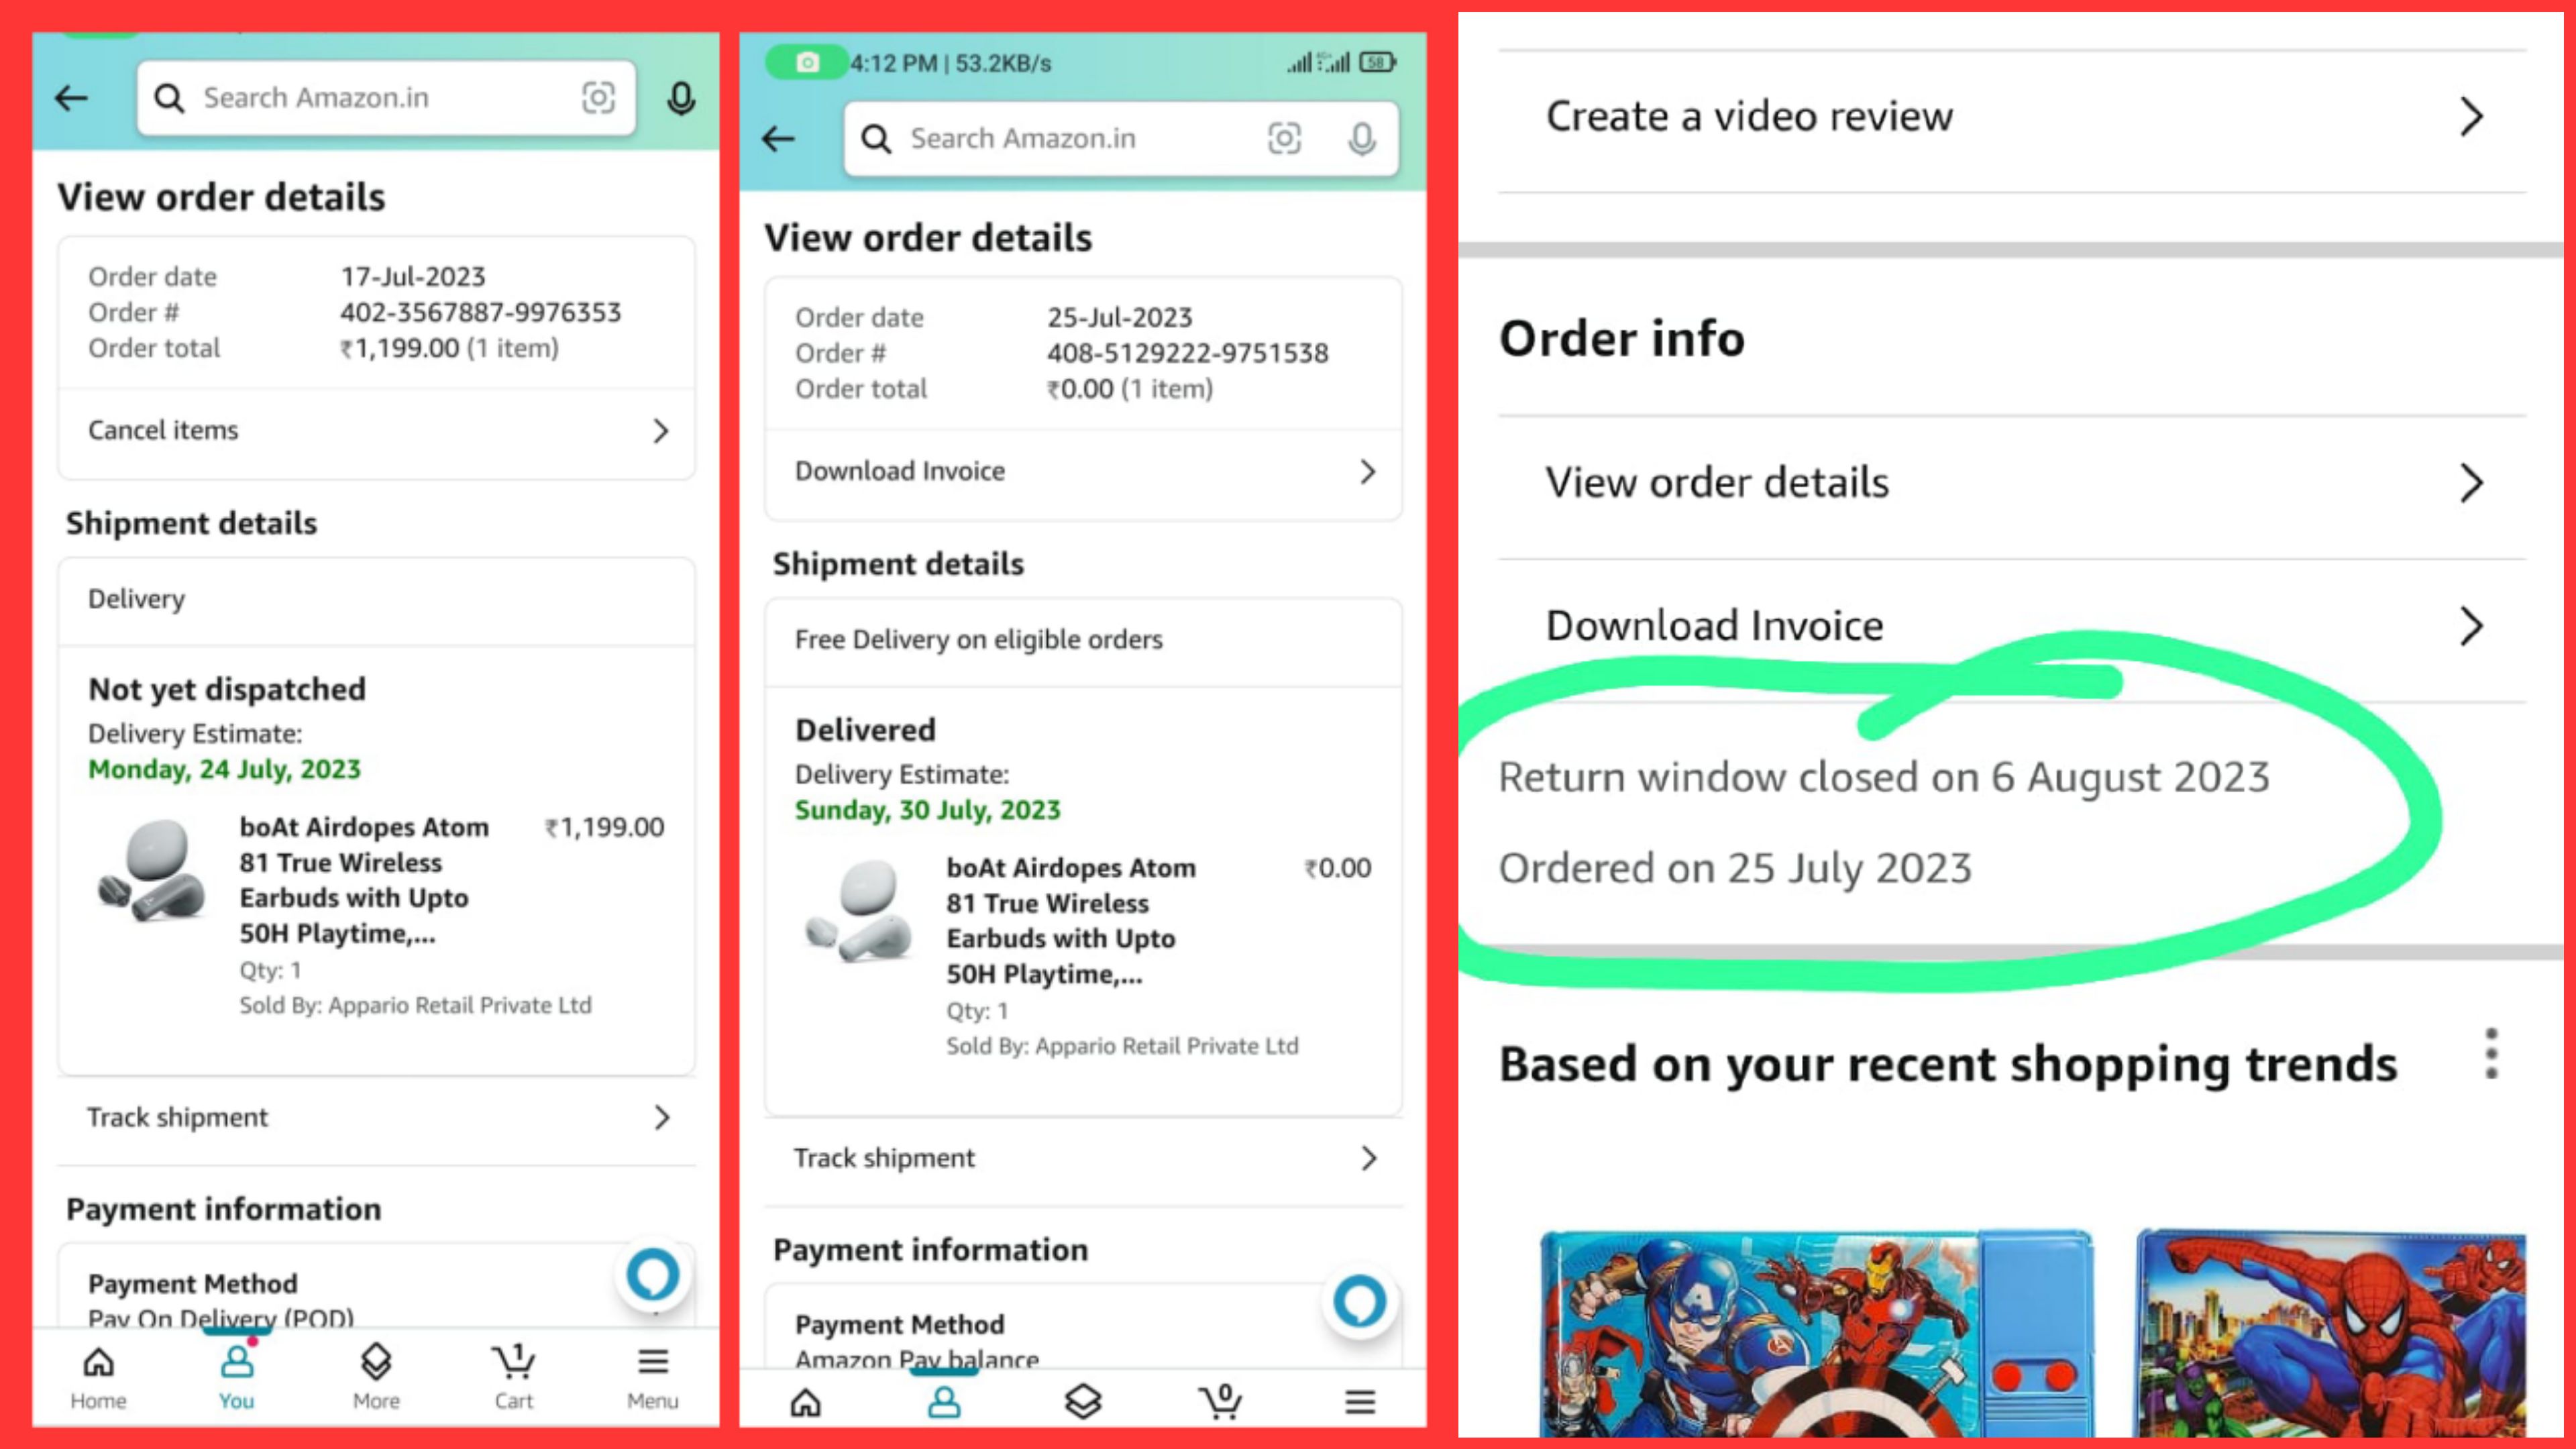 Search Amazon.in
View order details
Order date 17-Jul-2023
Order # 402-3567887-9976353
Order total ₹1,199.00 (1 item)
Cancel items
Shipment details
Delivery
Not yet dispatched
Delivery Estimate:
Monday, 24 July, 2023
boAt Airdopes Atom ₹1,199.00
81 True Wireless
Earbuds with Upto
50H Playtime,...
Qty: 1
Sold By: Appario Retail Private Ltd
Track shipment
Payment information
Payment Method
Pay On Delivery (POD)
1
Home You More Cart Menu
4:12 PM | 53.2KB/s 58
Search Amazon.in
View order details
Order date 25-Jul-2023
Order # 408-5129222-9751538
Order total ₹0.00 (1 item)
Download Invoice
Shipment details
Free Delivery on eligible orders
Delivered
Delivery Estimate:
Sunday, 30 July, 2023
boAt Airdopes Atom ₹0.00
81 True Wireless
Earbuds with Upto
50H Playtime,...
Qty: 1
Sold By: Appario Retail Private Ltd
Track shipment
Payment information
Payment Method
Amazon Pay balance
0
Create a video review
Order info
View order details
Download Invoice
Return window closed on 6 August 2023
Ordered on 25 July 2023
Based on your recent shopping trends